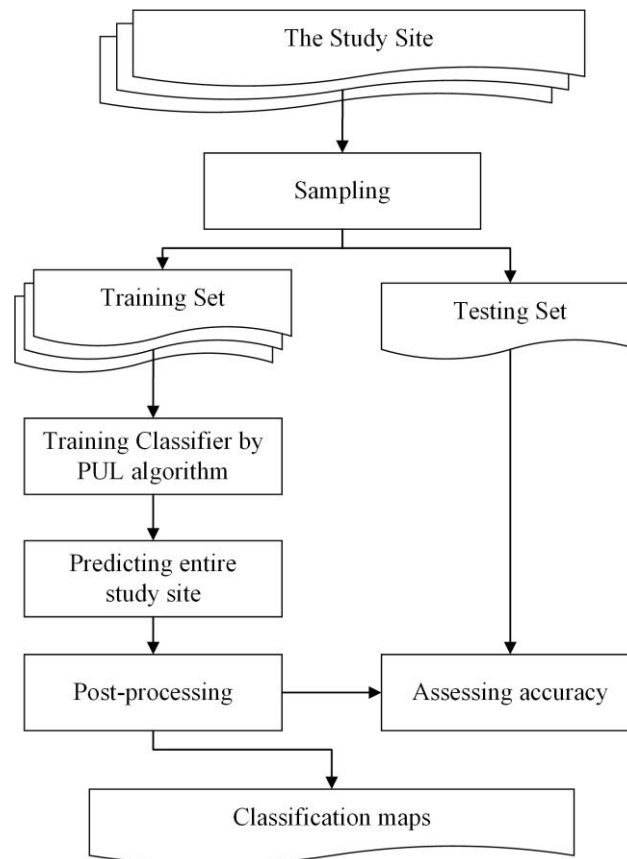 The Study Site
Sampling
Training Set
Testing Set
Training Classifier by
PUL algorithm
Predicting entire
study site
Post-processing
Assessing accuracy
Classification maps